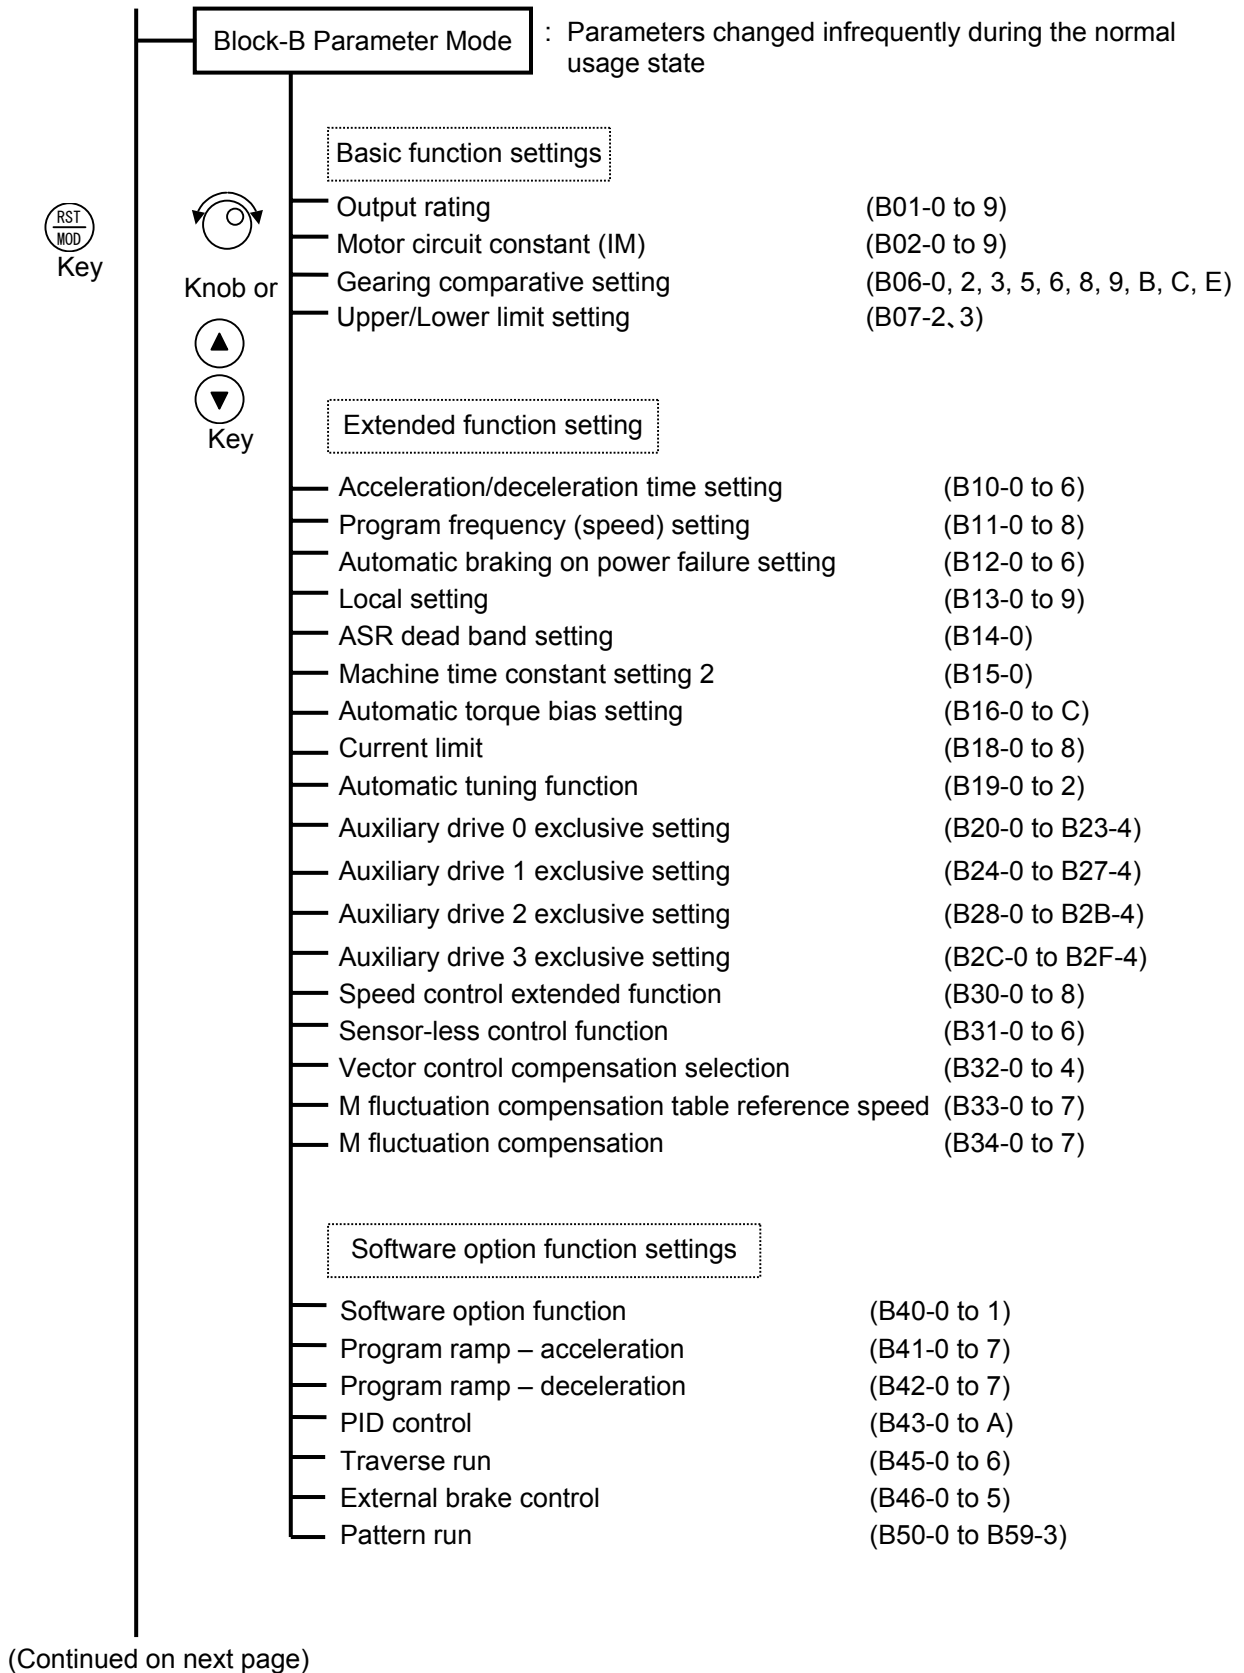 Block-B Parameter Mode : Parameters changed infrequently during the normal
usage state
Basic function settings
Output rating (B01-0 to 9)
Motor circuit constant (IM) (B02-0 to 9)
Gearing comparative setting (B06-0, 2, 3, 5, 6, 8, 9, B, C, E)
Upper/Lower limit setting (B07-2、3)
RST
MOD
Key
Knob or
Key
Extended function setting
Acceleration/deceleration time setting (B10-0 to 6)
Program frequency (speed) setting (B11-0 to 8)
Automatic braking on power failure setting (B12-0 to 6)
Local setting (B13-0 to 9)
ASR dead band setting (B14-0)
Machine time constant setting 2 (B15-0)
Automatic torque bias setting (B16-0 to C)
Current limit (B18-0 to 8)
Automatic tuning function (B19-0 to 2)
Auxiliary drive 0 exclusive setting (B20-0 to B23-4)
Auxiliary drive 1 exclusive setting (B24-0 to B27-4)
Auxiliary drive 2 exclusive setting (B28-0 to B2B-4)
Auxiliary drive 3 exclusive setting (B2C-0 to B2F-4)
Speed control extended function (B30-0 to 8)
Sensor-less control function (B31-0 to 6)
Vector control compensation selection (B32-0 to 4)
M fluctuation compensation table reference speed (B33-0 to 7)
M fluctuation compensation (B34-0 to 7)
Software option function settings
Software option function (B40-0 to 1)
Program ramp – acceleration (B41-0 to 7)
Program ramp – deceleration (B42-0 to 7)
PID control (B43-0 to A)
Traverse run (B45-0 to 6)
External brake control (B46-0 to 5)
Pattern run (B50-0 to B59-3)
(Continued on next page)